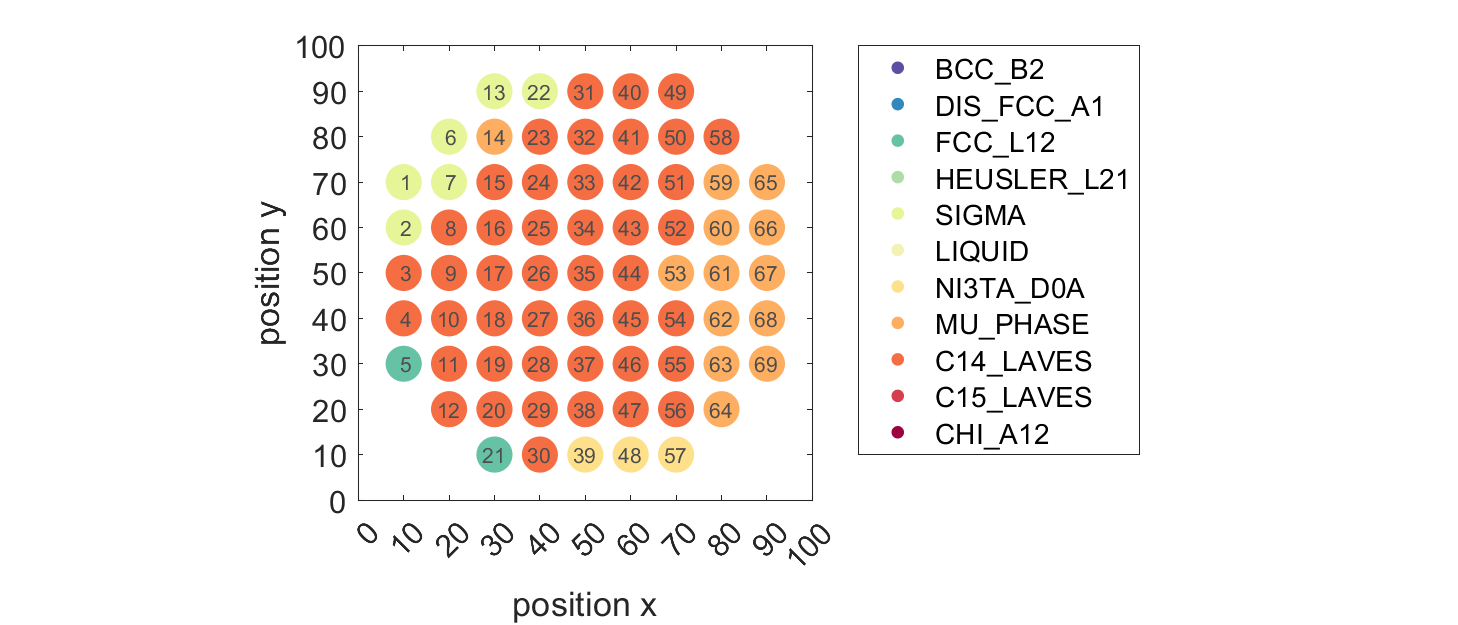 100
90
80
70
60
50
40
30
20
10
0
position y
13 22 31 40 49
6 14 23 32 41 50 58
1 7 15 24 33 42 51 59 65
2 8 16 25 34 43 52 60 66
3 9 17 26 35 44 53 61 67
4 10 18 27 36 45 54 62 68
5 11 19 28 37 46 55 63 69
12 20 29 38 47 56 64
21 30 39 48 57
0 10 20 30 40 50 60 70 80 90 100
position x
BCC_B2
DIS_FCC_A1
FCC_L12
HEUSLER_L21
SIGMA
LIQUID
NI3TA_D0A
MU_PHASE
C14_LAVES
C15_LAVES
CHI_A12